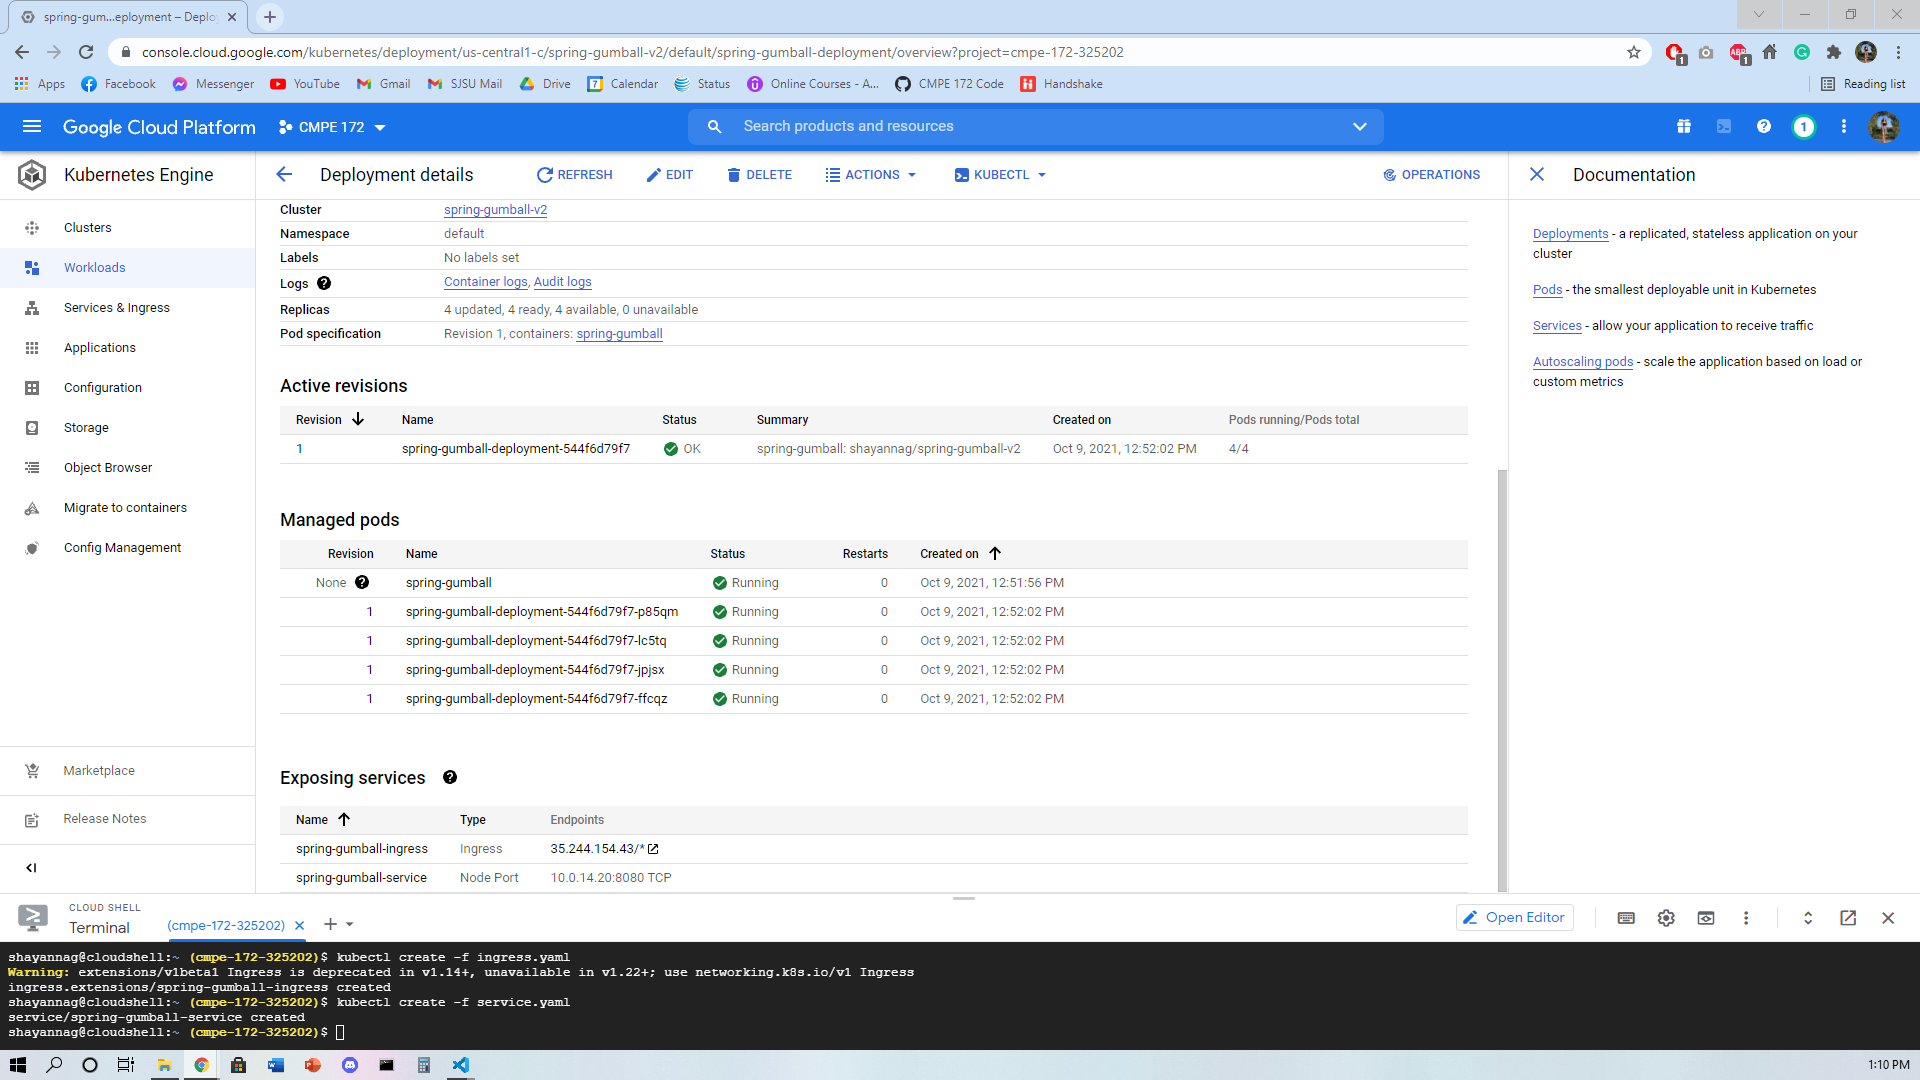 spring-gum...eployment – Deplo
console.cloud.google.com/kubernetes/deployment/us-central1-c/spring-gumball-v2/default/spring-gumball-deployment/overview?project=cmpe-172-325202
Apps Facebook Messenger YouTube Gmail SJSU Mail Drive Calendar Status Online Courses - A... CMPE 172 Code Handshake Reading list
Google Cloud Platform CMPE 172 Search products and resources 1
Kubernetes Engine
Clusters
Workloads
Services & Ingress
Applications
Configuration
Storage
Object Browser
Migrate to containers
Config Management
Marketplace
Release Notes
Deployment details REFRESH EDIT DELETE ACTIONS KUBECTL OPERATIONS
Cluster spring-gumball-v2
Namespace default
Labels No labels set
Logs Container logs, Audit logs
Replicas 4 updated, 4 ready, 4 available, 0 unavailable
Pod specification Revision 1, containers: spring-gumball
Active revisions
Revision Name Status Summary Created on Pods running/Pods total
1 spring-gumball-deployment-544f6d79f7 OK spring-gumball: shayannag/spring-gumball-v2 Oct 9, 2021, 12:52:02 PM 4/4
Managed pods
Revision Name Status Restarts Created on
None spring-gumball Running 0 Oct 9, 2021, 12:51:56 PM
1 spring-gumball-deployment-544f6d79f7-p85qm Running 0 Oct 9, 2021, 12:52:02 PM
1 spring-gumball-deployment-544f6d79f7-lc5tq Running 0 Oct 9, 2021, 12:52:02 PM
1 spring-gumball-deployment-544f6d79f7-jpjsx Running 0 Oct 9, 2021, 12:52:02 PM
1 spring-gumball-deployment-544f6d79f7-ffcqz Running 0 Oct 9, 2021, 12:52:02 PM
Exposing services
Name Type Endpoints
spring-gumball-ingress Ingress 35.244.154.43/*
spring-gumball-service Node Port 10.0.14.20:8080 TCP
Documentation
Deployments - a replicated, stateless application on your
cluster
Pods - the smallest deployable unit in Kubernetes
Services - allow your application to receive traffic
Autoscaling pods - scale the application based on load or
custom metrics
CLOUD SHELL
Terminal (cmpe-172-325202) Open Editor
shayannag@cloudshell:~ (cmpe-172-325202)$ kubectl create -f ingress.yaml
Warning: extensions/v1beta1 Ingress is deprecated in v1.14+, unavailable in v1.22+; use networking.k8s.io/v1 Ingress
ingress.extensions/spring-gumball-ingress created
shayannag@cloudshell:~ (cmpe-172-325202)$ kubectl create -f service.yaml
service/spring-gumball-service created
shayannag@cloudshell:~ (cmpe-172-325202)$
1:10 PM